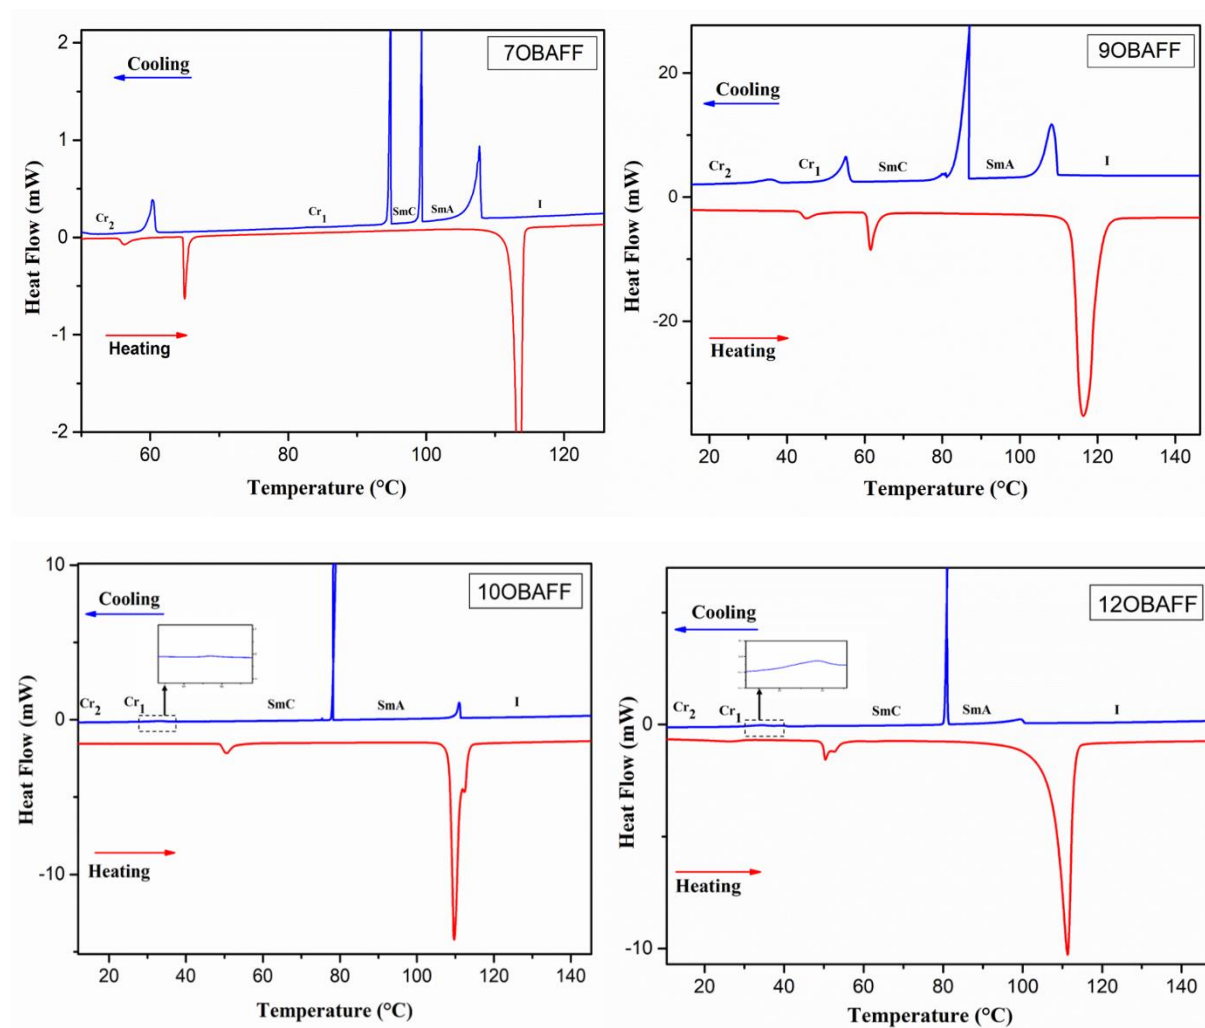 7OBAFF
Cooling
Heating
Cr2
Cr1
SmC
SmA
I
2
1
0
-1
-2
60
80
100
120
Heat Flow (mW)
Temperature (°C)
9OBAFF
Cooling
Heating
Cr2
Cr1
SmC
SmA
I
20
0
-20
20
40
60
80
100
120
140
Heat Flow (mW)
Temperature (°C)
10OBAFF
Cooling
Heating
Cr2
Cr1
SmC
SmA
I
10
0
-10
20
40
60
80
100
120
140
Heat Flow (mW)
Temperature (°C)
12OBAFF
Cooling
Heating
Cr2
Cr1
SmC
SmA
I
0
-10
20
40
60
80
100
120
140
Heat Flow (mW)
Temperature (°C)